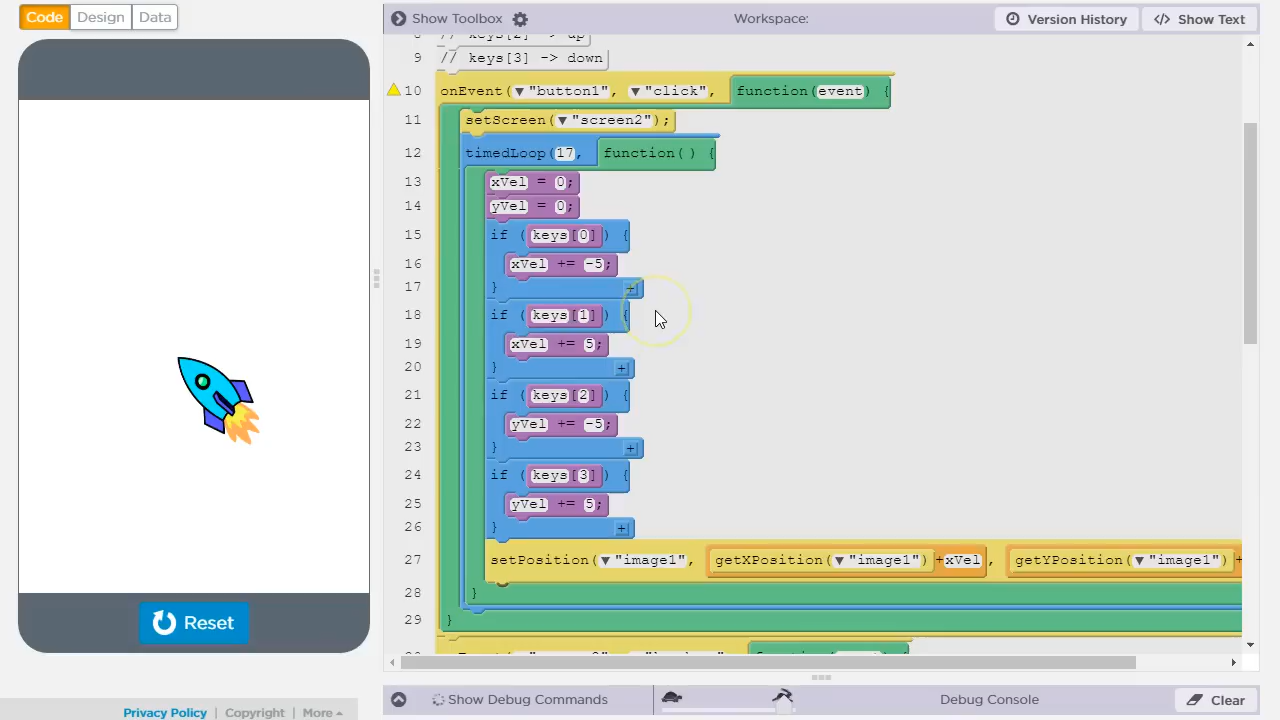 Code Design Data
Show Toolbox
Workspace:
Version History
</> Show Text
// keys[2] -> up
9 // keys[3] -> down
10 onEvent(▼"button1", ▼"click", function(event) {
11 setScreen(▼"screen2");
12 timedLoop(17, function( ) {
13 xVel = 0;
14 yVel = 0;
15 if (keys[0]) {
16 xVel += -5;
17 } +
18 if (keys[1]) {
19 xVel += 5;
20 } +
21 if (keys[2]) {
22 yVel += -5;
23 } +
24 if (keys[3]) {
25 yVel += 5;
26 } +
27 setPosition(▼"image1", getXPosition(▼"image1")+xVel, getYPosition(▼"image1")+
28 }
29 }
Reset
Show Debug Commands
Debug Console
Clear
Privacy Policy | Copyright | More